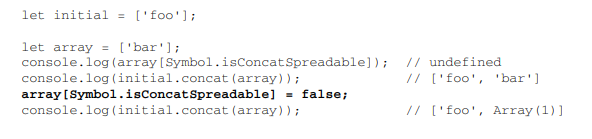 let initial = ['foo'];
let array = ['bar'];
console.log(array[Symbol.isConcatSpreadable]);  // undefined
console.log(initial.concat(array));             // ['foo', 'bar']
array[Symbol.isConcatSpreadable] = false;
console.log(initial.concat(array));             // ['foo', Array(1)]